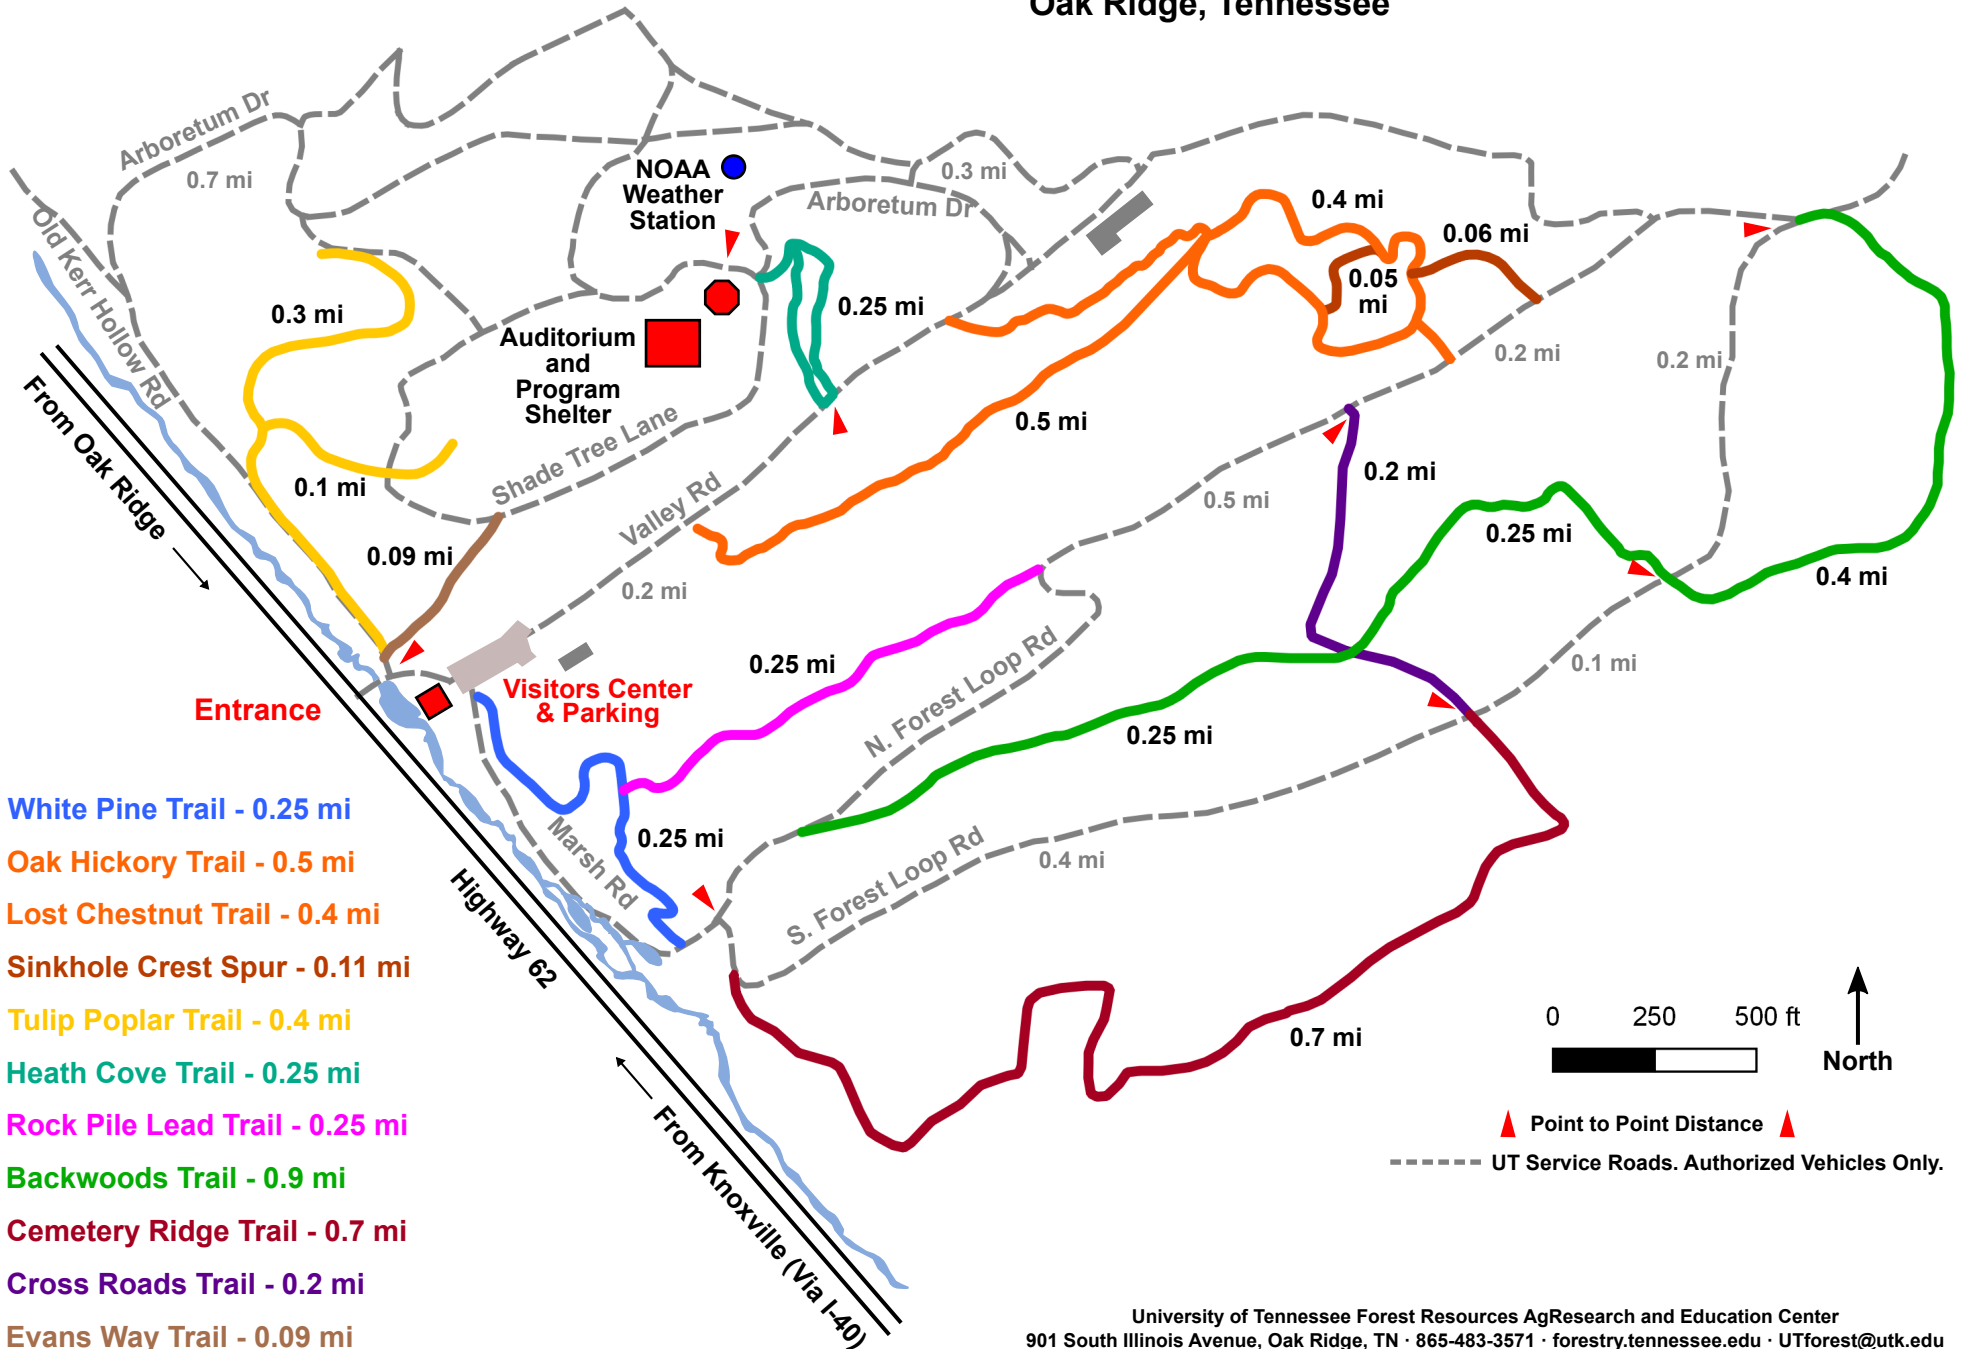 Oak Ridge, Tennessee
Arboretum Dr
0.7 mi
NOAA
Weather
Station
0.3 mi
Arboretum Dr
0.4 mi
0.06 mi
0.05
mi
Old Kerr Hollow Rd
0.3 mi
0.25 mi
Auditorium
and
Program
Shelter
0.2 mi
0.2 mi
From Oak Ridge
0.5 mi
Shade Tree Lane
0.1 mi
Valley Rd
0.2 mi
0.5 mi
0.25 mi
0.09 mi
0.2 mi
0.4 mi
0.25 mi
N. Forest Loop Rd
0.1 mi
Entrance
Visitors Center
& Parking
0.25 mi
0.25 mi
Marsh Rd
S. Forest Loop Rd
0.4 mi
Highway 62
0.7 mi
From Knoxville (Via I-40)
White Pine Trail - 0.25 mi
Oak Hickory Trail - 0.5 mi
Lost Chestnut Trail - 0.4 mi
Sinkhole Crest Spur - 0.11 mi
Tulip Poplar Trail - 0.4 mi
Heath Cove Trail - 0.25 mi
Rock Pile Lead Trail - 0.25 mi
Backwoods Trail - 0.9 mi
Cemetery Ridge Trail - 0.7 mi
Cross Roads Trail - 0.2 mi
Evans Way Trail - 0.09 mi
0 250 500 ft
North
Point to Point Distance
UT Service Roads. Authorized Vehicles Only.
University of Tennessee Forest Resources AgResearch and Education Center
901 South Illinois Avenue, Oak Ridge, TN · 865-483-3571 · forestry.tennessee.edu · UTforest@utk.edu